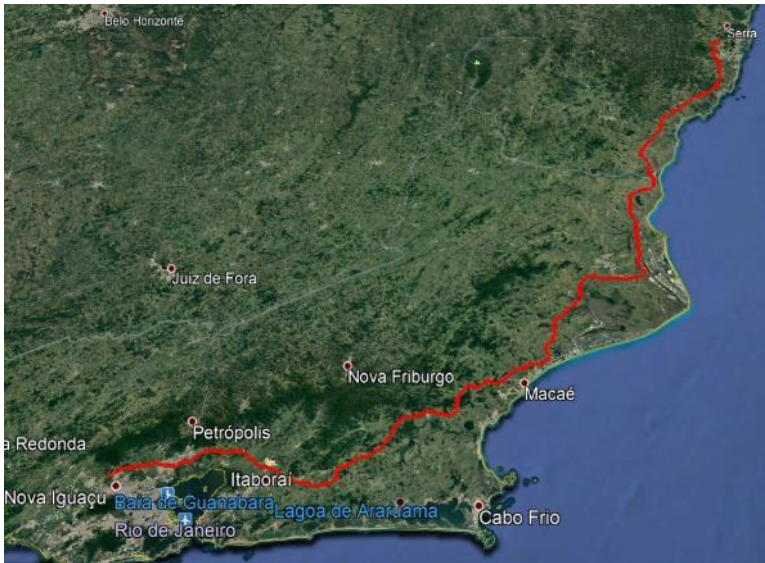 Belo Horizonte
Serra
Juiz de Fora
Nova Friburgo
Macaé
Petrópolis
a Redonda
Itaboraí
Nova Iguaçu
Baía de Guanabara
Lagoa de Araruama
Cabo Frio
Rio de Janeiro